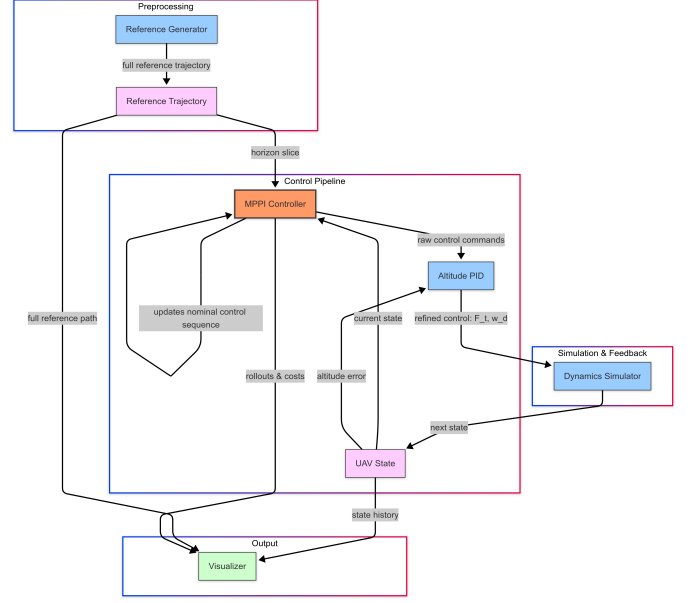 Preprocessing
Reference Generator
full reference trajectory
Reference Trajectory
horizon slice
Control Pipeline
MPPI Controller
raw control commands
Altitude PID
updates nominal control
sequence
full reference path
current state
refined control: F_t, w_d
Simulation & Feedback
Dynamics Simulator
rollouts & costs
altitude error
next state
UAV State
state history
Output
Visualizer